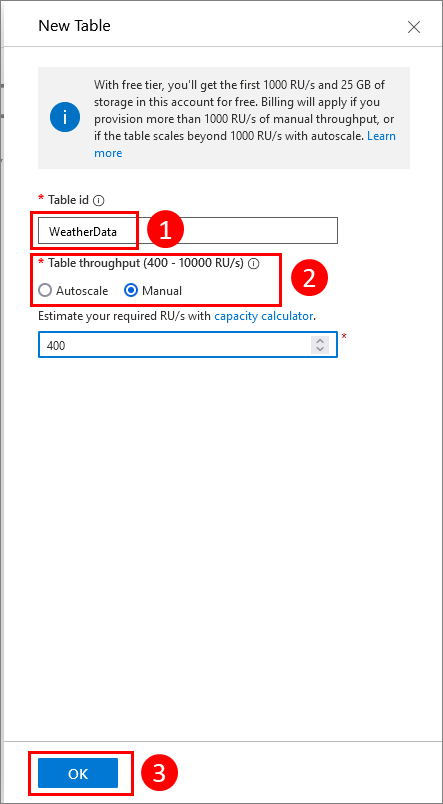 New Table
With free tier, you'll get the first 1000 RU/s and 25 GB of
storage in this account for free. Billing will apply if you
provision more than 1000 RU/s of manual throughput, or
if the table scales beyond 1000 RU/s with autoscale. Learn
more
* Table id
WeatherData
1
* Table throughput (400 - 10000 RU/s)
2
Autoscale Manual
Estimate your required RU/s with capacity calculator.
400 *
OK
3